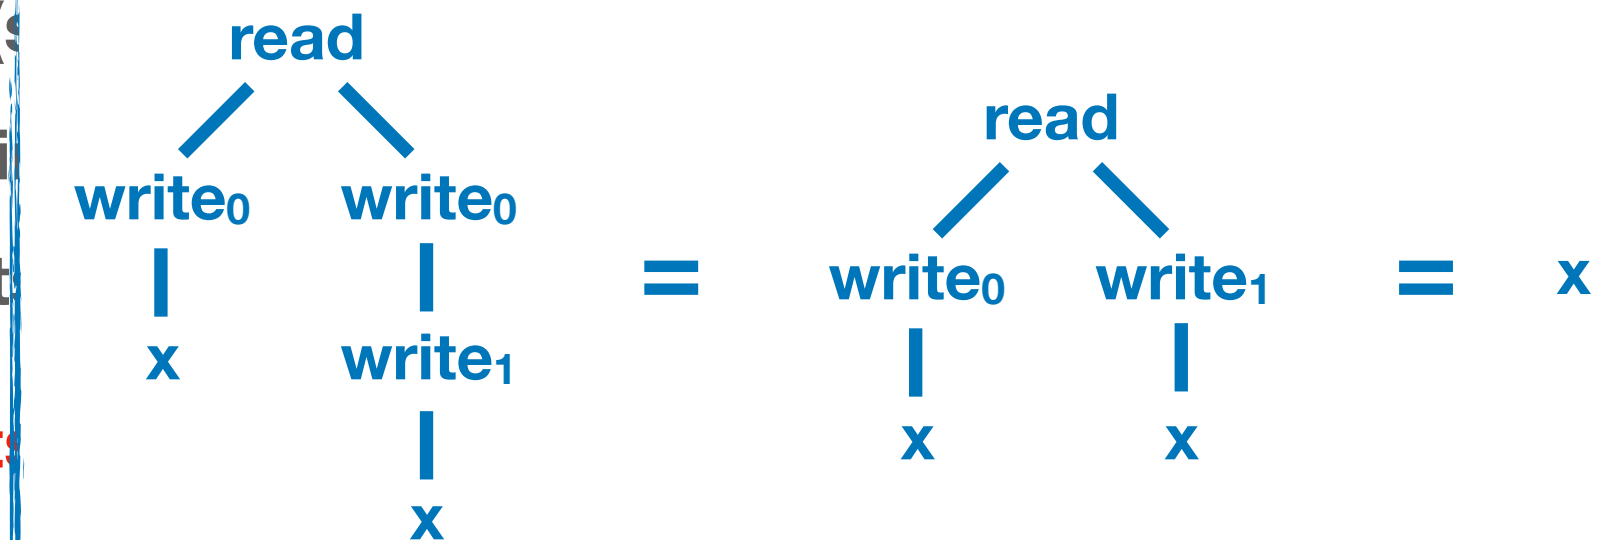 read
read
write₀ write₀ = write₀ write₁ = x
x write₁
x x
x